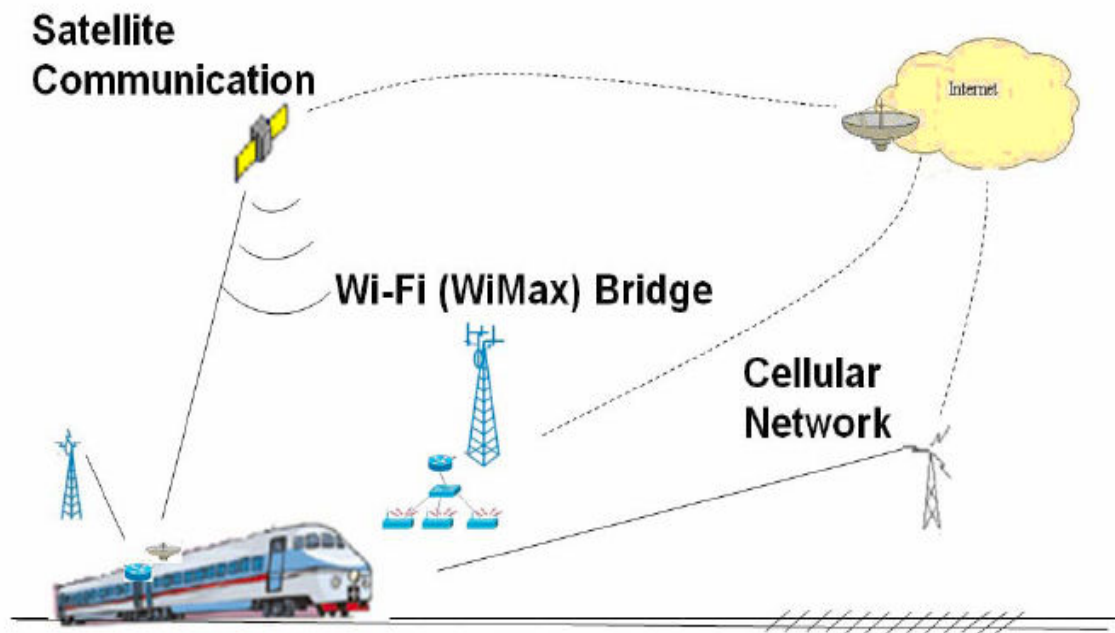 Satellite
Communication
Internet
Wi-Fi (WiMax) Bridge
Cellular
Network